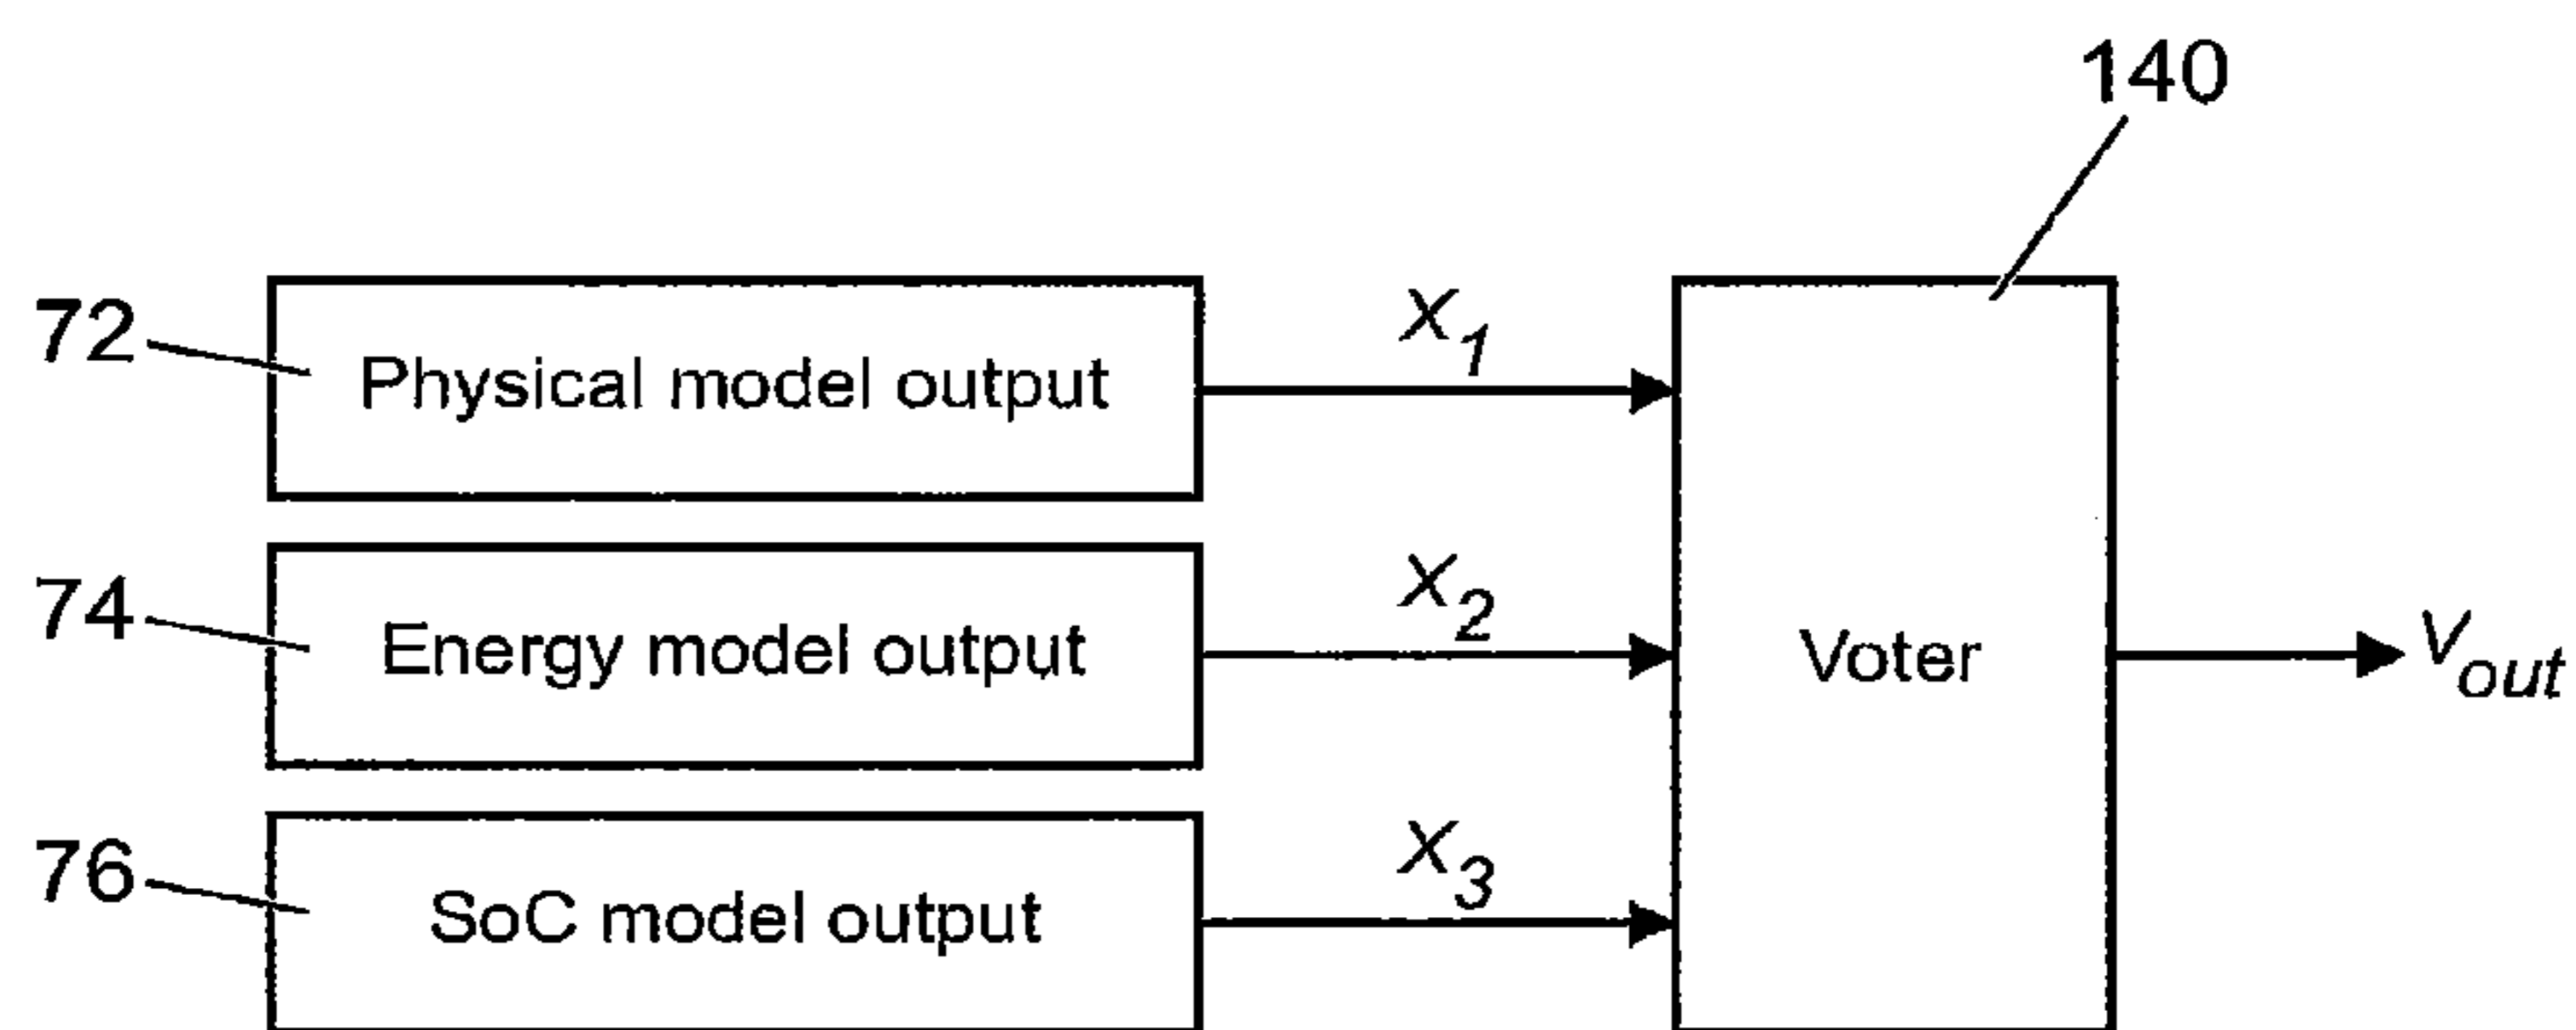 140
72
Physical model output
X1
74
Energy model output
X2
Voter
Vout
76
SoC model output
X3